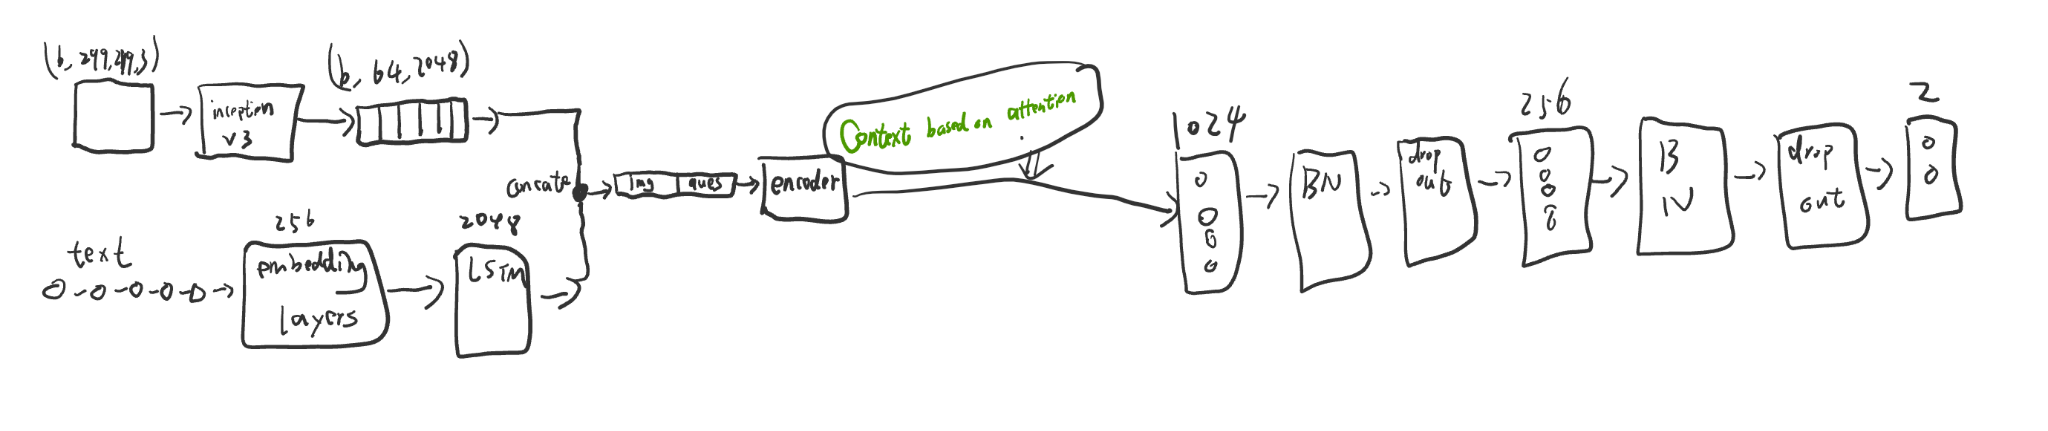 (b, 299, 299, 3)
inception
v3
(b, 64, 2048)
concate
text
256
embedding
layers
2048
LSTM
Img
ques
encoder
Context based on attention
1024
BN
drop
out
256
B
N
drop
out
2